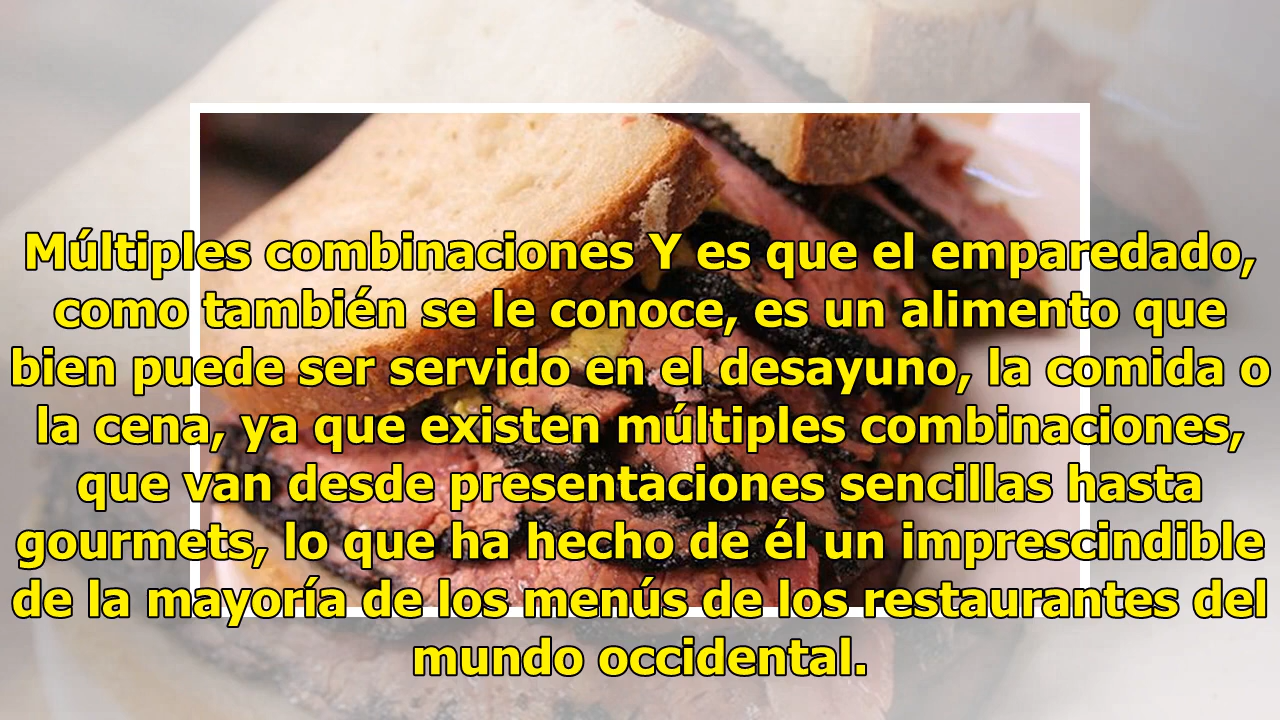 Múltiples combinaciones Y es que el emparedado,
como también se le conoce, es un alimento que
bien puede ser servido en el desayuno, la comida o
la cena, ya que existen múltiples combinaciones,
que van desde presentaciones sencillas hasta
gourmets, lo que ha hecho de él un imprescindible
de la mayoría de los menús de los restaurantes del
mundo occidental.